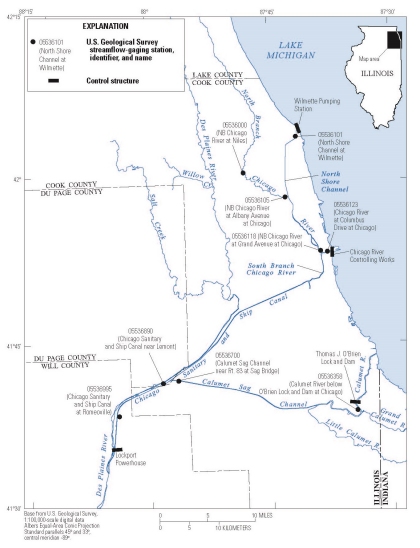 88°15'
88°
87°45'
87°30'
42°15'
EXPLANATION
05536101
(North Shore
Channel at
Wilmette)
U.S. Geological Survey
streamflow-gaging station,
identifier, and name
Control structure
LAKE
MICHIGAN
Map area
ILLINOIS
LAKE COUNTY
COOK COUNTY
Wilmette Pumping
Station
North
Branch
Des Plaines River
05536000
(NB Chicago
River at Niles)
05536101
(North Shore
Channel at
Wilmette)
42°
Willow Cr
Chicago
North
Shore
Channel
COOK COUNTY
DU PAGE COUNTY
05536105
(NB Chicago River
at Albany Avenue
at Chicago)
05536123
(Chicago River
at Columbus
Drive at Chicago)
Salt
Creek
River
05536118 (NB Chicago River
at Grand Avenue at Chicago)
Chicago River
Controlling Works
South Branch
Chicago River
Canal
Ship
and
Sanitary
Chicago
41°45'
DU PAGE COUNTY
WILL COUNTY
05536890
(Chicago Sanitary
and Ship Canal near Lemont)
05536700
(Calumet Sag Channel
near Rt. 83 at Sag Bridge)
Thomas J. O'Brien
Lock and Dam
05536358
(Calumet River below
O'Brien Lock and Dam at Chicago)
Calumet R
05536995
(Chicago Sanitary
and Ship Canal
at Romeoville)
Calumet Sag
Channel
Grand
Calumet R
Little Calumet R
Lockport
Powerhouse
Des Plaines River
ILLINOIS
INDIANA
41°30'
Base from U.S. Geological Survey,
1:100,000-scale digital data
Albers Equal-Area Conic Projection
Standard parallels 45° and 33°,
central meridian -89°
0 5 10 MILES
0 5 10 KILOMETERS